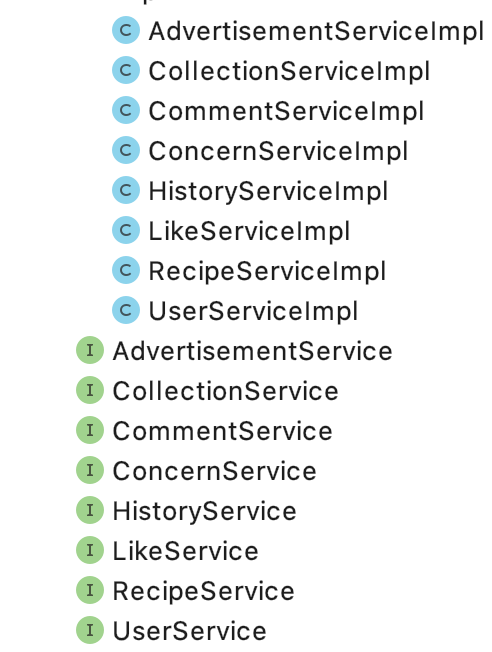 C AdvertisementServiceImpl
C CollectionServiceImpl
C CommentServiceImpl
C ConcernServiceImpl
C HistoryServiceImpl
C LikeServiceImpl
C RecipeServiceImpl
C UserServiceImpl
I AdvertisementService
I CollectionService
I CommentService
I ConcernService
I HistoryService
I LikeService
I RecipeService
I UserService